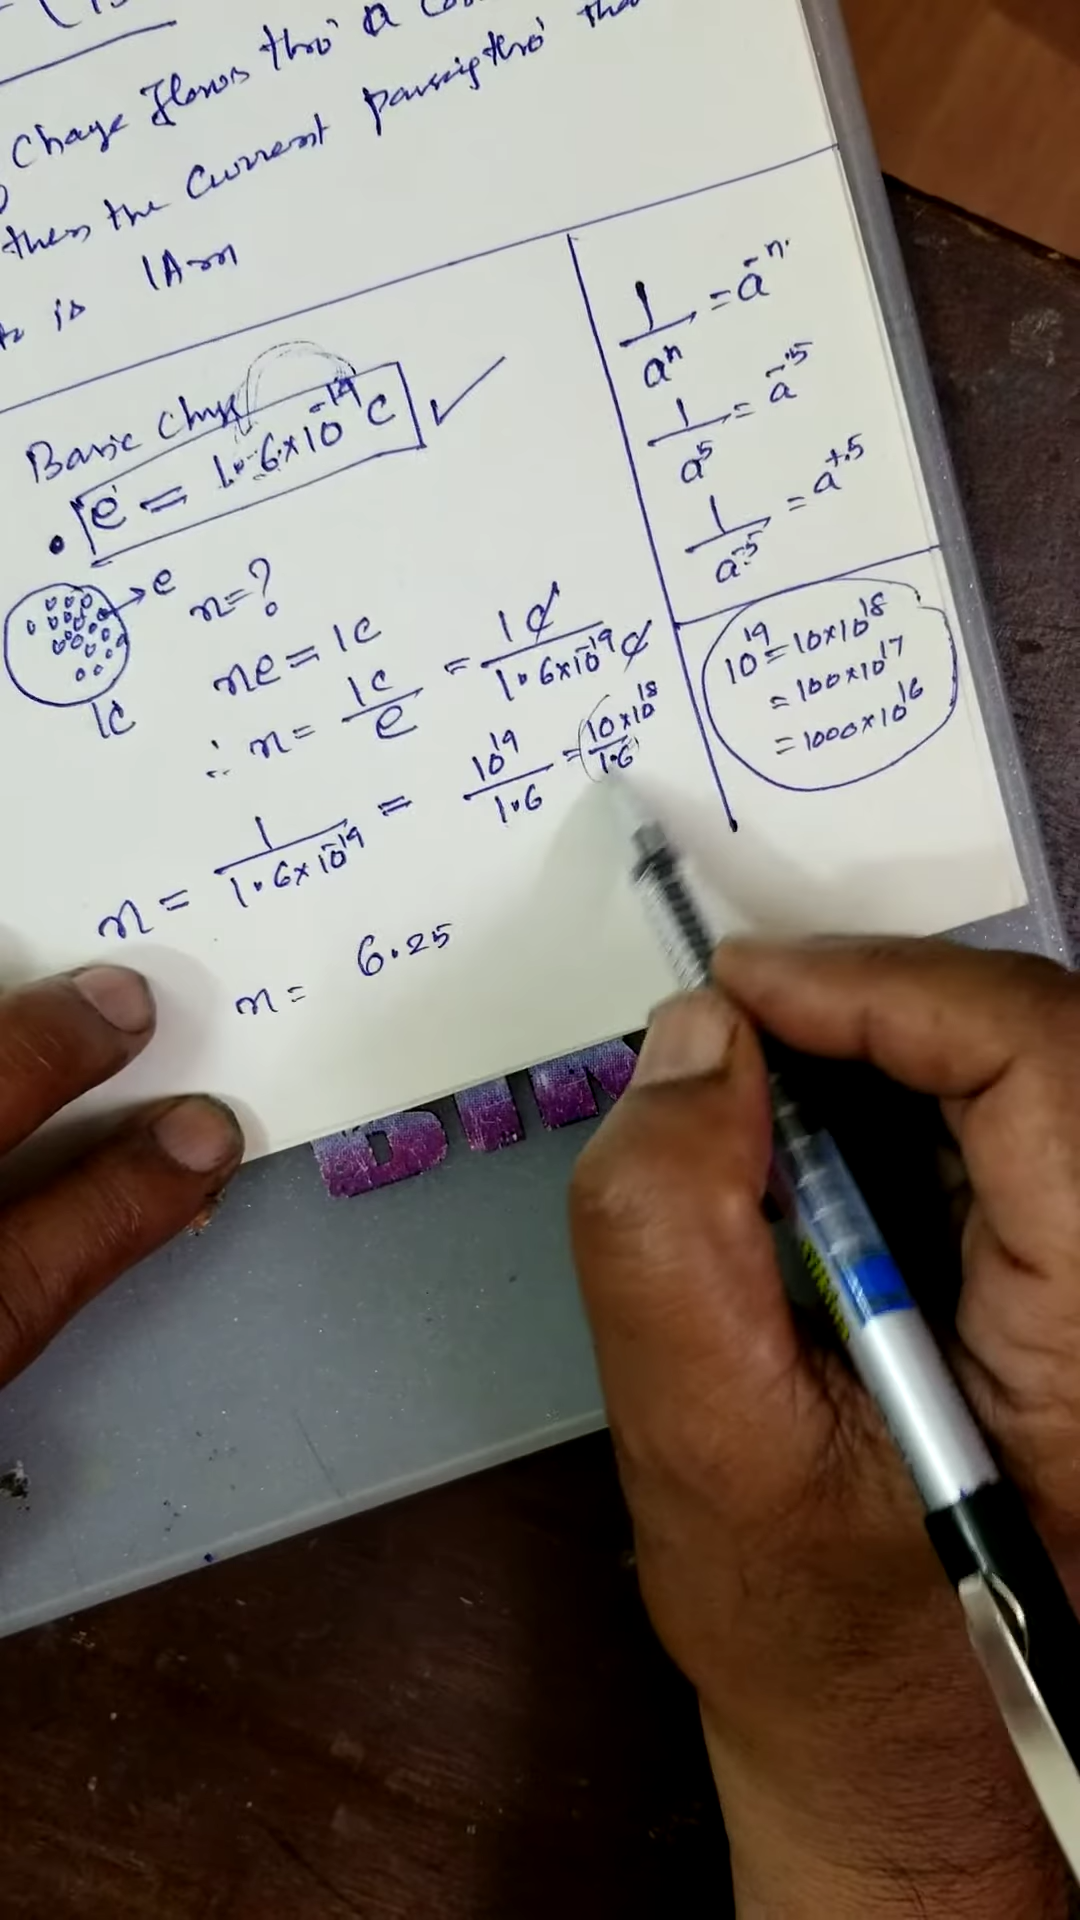 Charge Flows thro' a
then the Current passing thro'
is 1Am
Basic Charge
e = 1.6×10⁻¹⁹ C
e
1C
n=?
ne = 1C
∴ n = 1C/e = 1C/1.6×10⁻¹⁹C
n = 1/1.6×10⁻¹⁹ = 10¹⁹/1.6 = 10×10¹⁸/1.6
n = 6.25
1/aⁿ = a⁻ⁿ
1/a⁵ = a⁻⁵
1/a⁻⁵ = a⁺⁵
10¹⁹ = 10×10¹⁸
= 100×10¹⁷
= 1000×10¹⁶